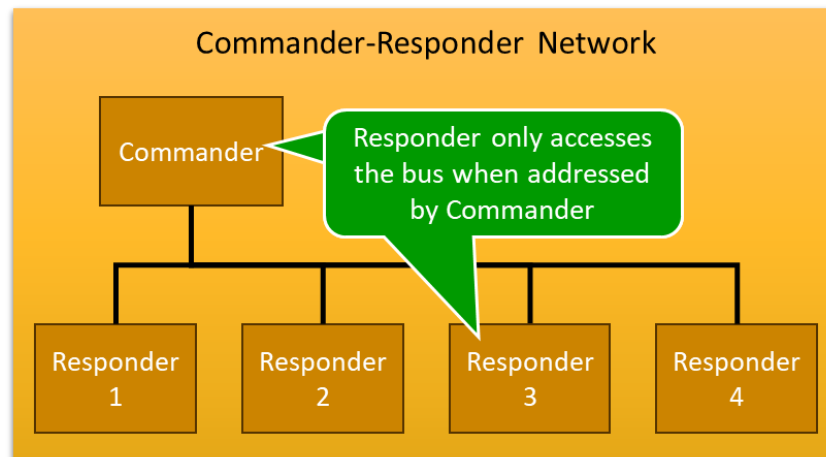 Commander-Responder Network
Commander
Responder only accesses
the bus when addressed
by Commander
Responder
1
Responder
2
Responder
3
Responder
4